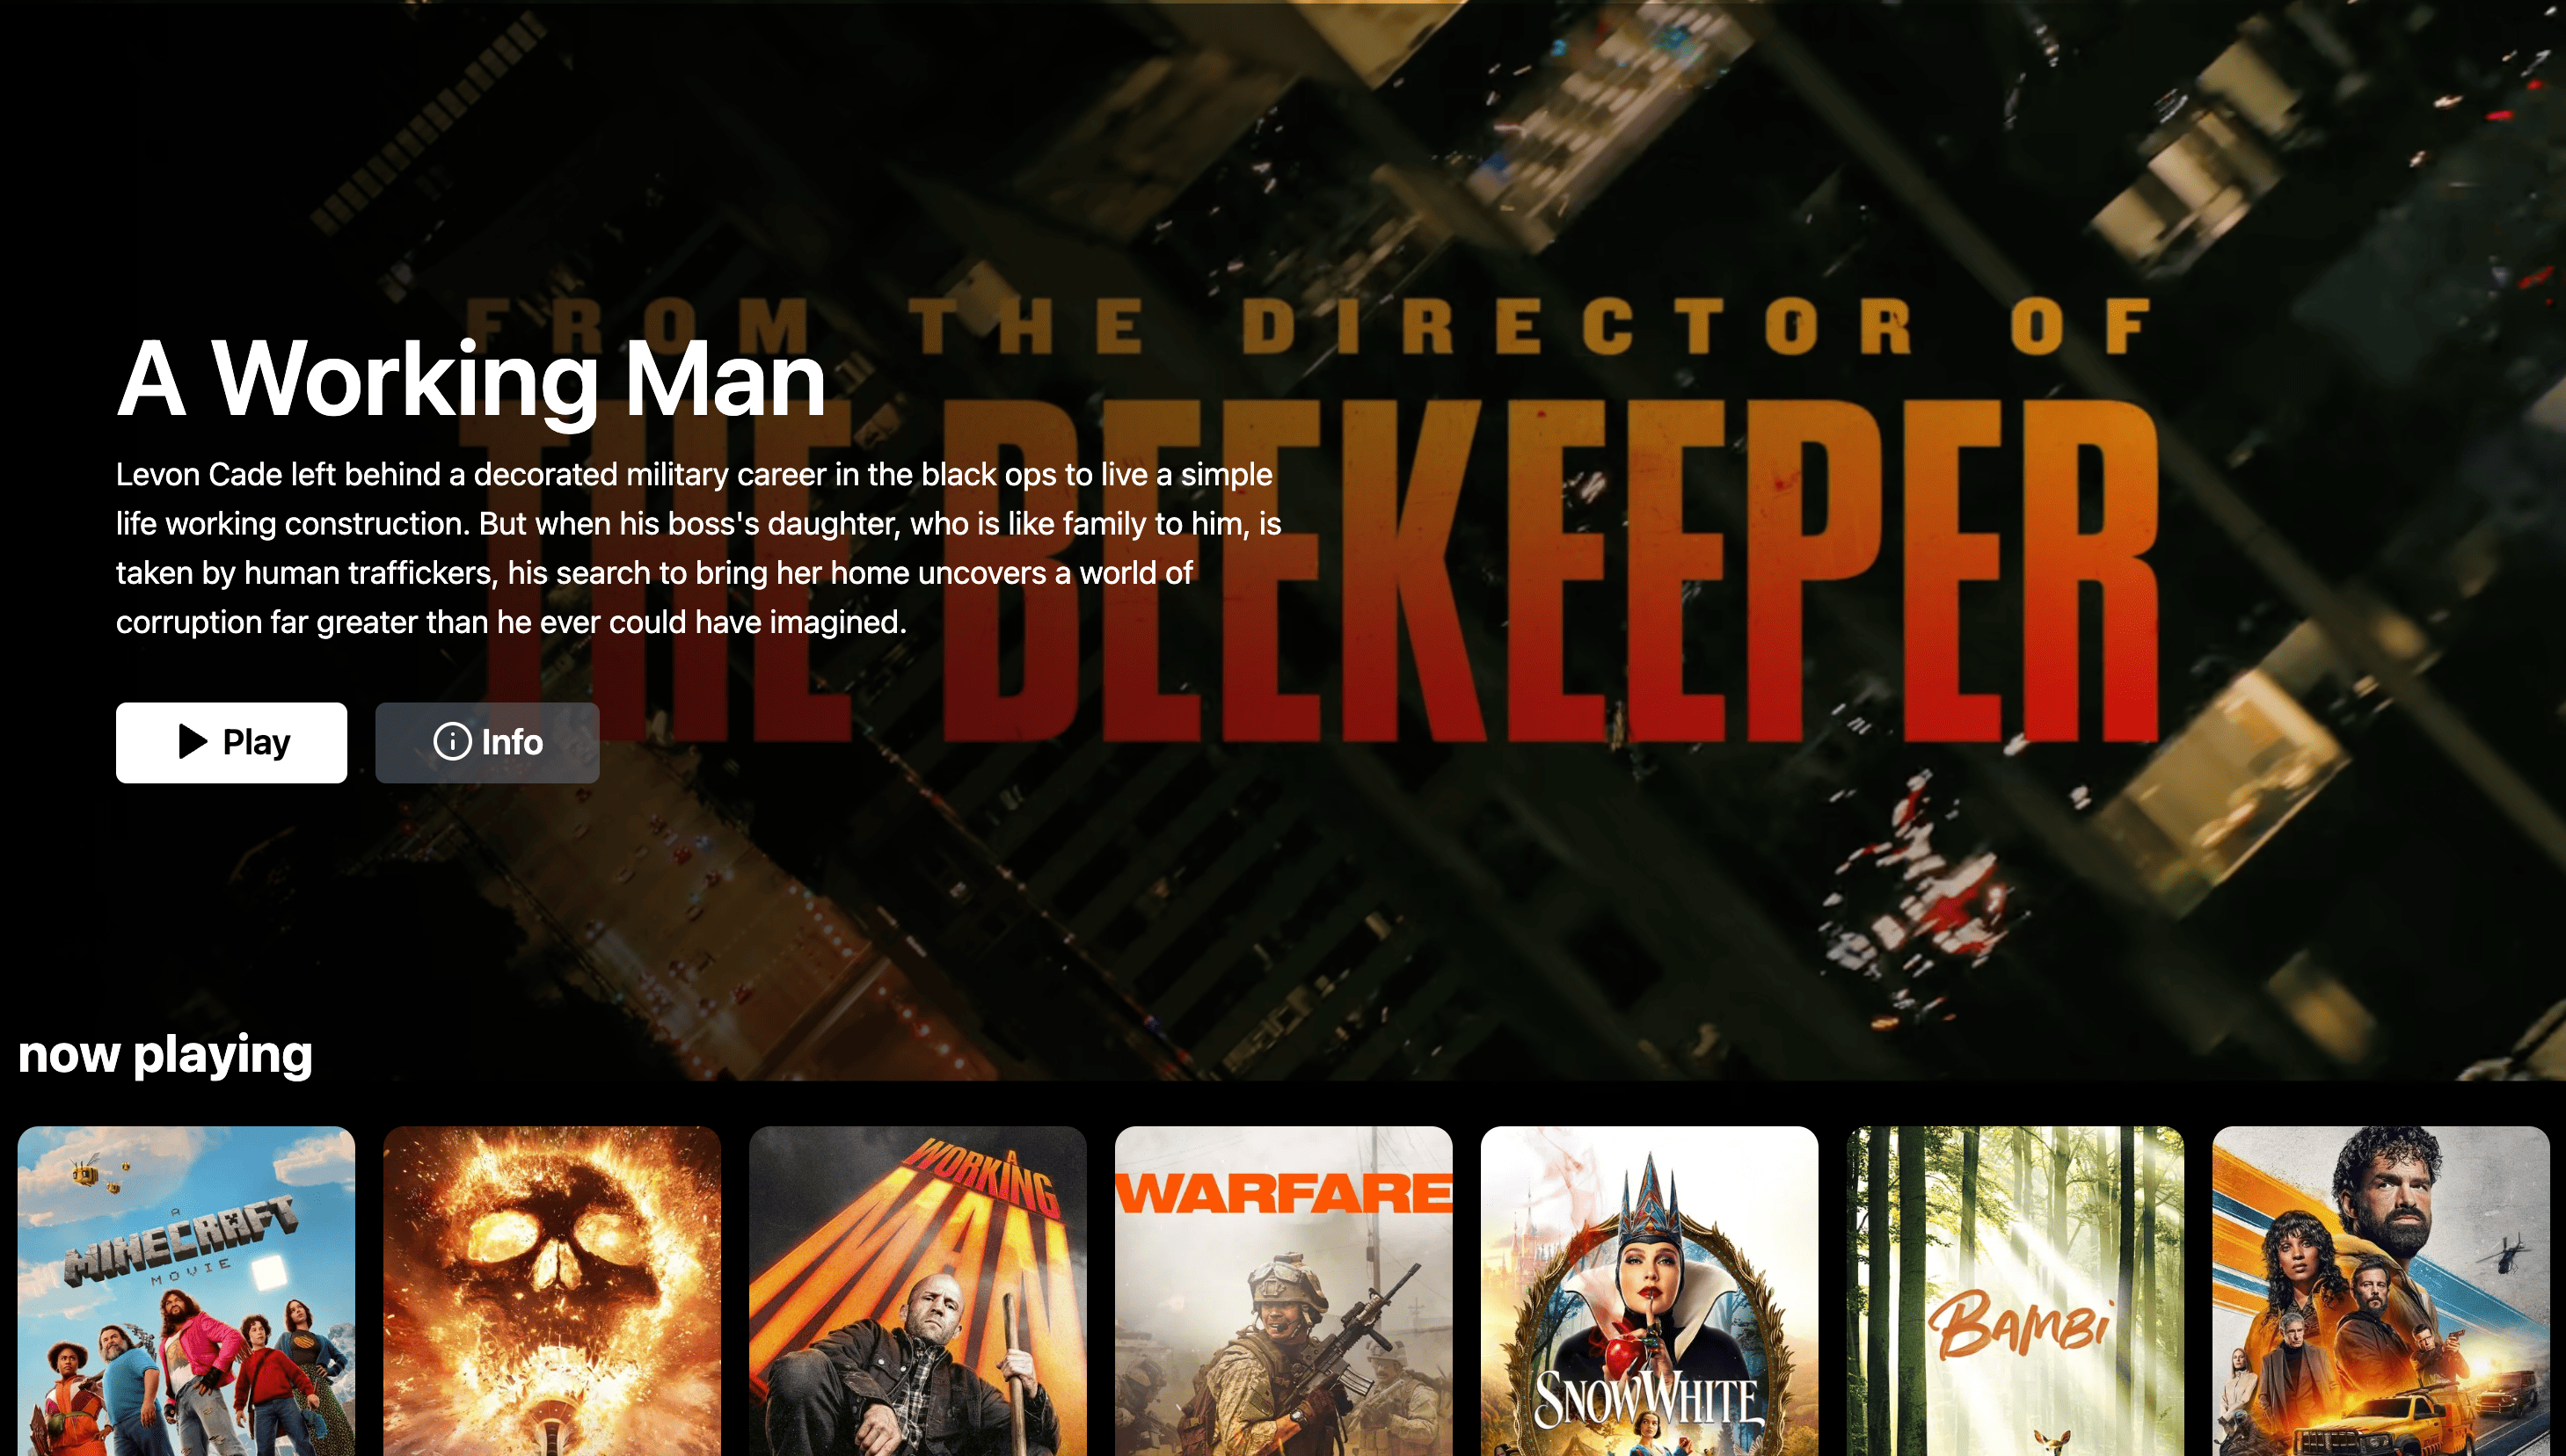 FROM THE DIRECTOR OF
THE BEEKEEPER
A Working Man
Levon Cade left behind a decorated military career in the black ops to live a simple
life working construction. But when his boss's daughter, who is like family to him, is
taken by human traffickers, his search to bring her home uncovers a world of
corruption far greater than he ever could have imagined.
Play
Info
now playing
A
MINECRAFT
MOVIE
A
WORKING
MAN
WARFARE
SNOW WHITE
BAMBI